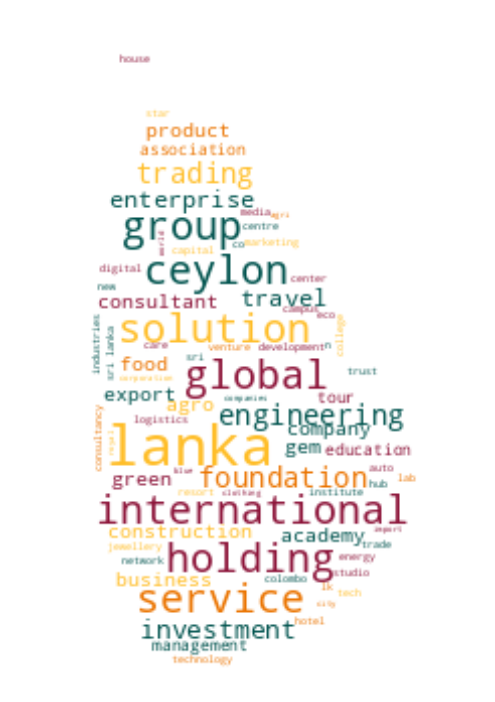 house
star
product
association
trading
enterprise
media agri
group centre
world co marketing
capital
digital ceylon center
new
consultant travel
campus eco
industries sri lanka solution college
care venture development
sri
food global trust
corporation
export companies tour
consultancy agro engineering
logistics company
lanka gem education
green blue foundation auto hub lab
resort clothing institute
international
construction academy import
jewellery trade
network holding energy
business colombo studio
lk tech
service city
investment hotel
management
technology